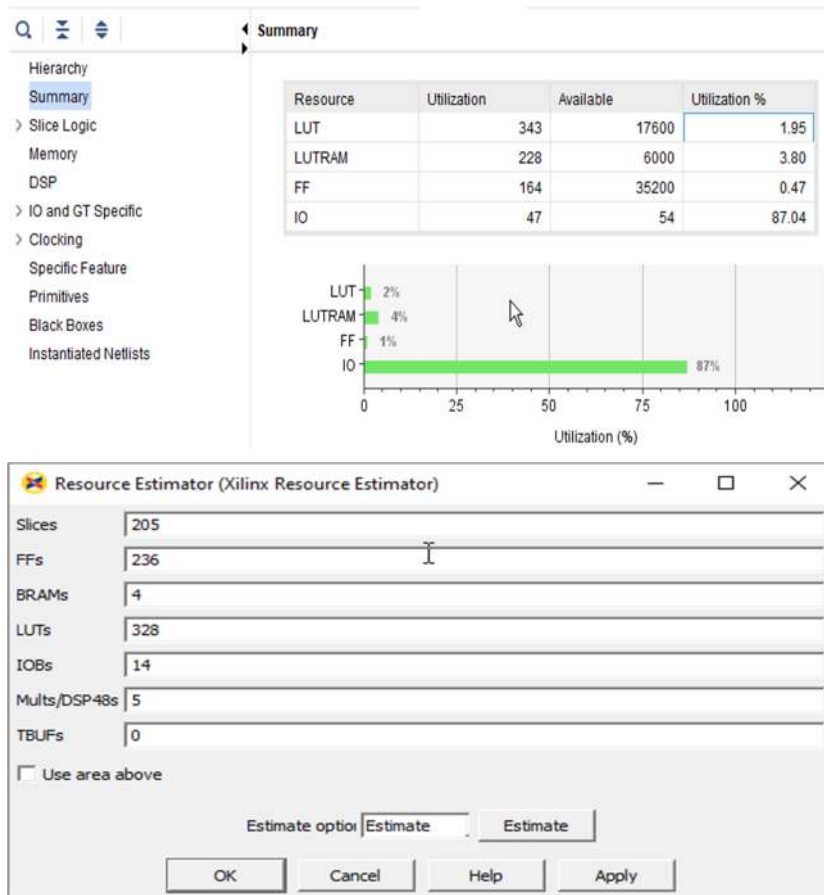 Summary
Hierarchy
Summary
Slice Logic
Memory
DSP
IO and GT Specific
Clocking
Specific Feature
Primitives
Black Boxes
Instantiated Netlists
Resource Utilization Available Utilization %
LUT 343 17600 1.95
LUTRAM 228 6000 3.80
FF 164 35200 0.47
IO 47 54 87.04
LUT 2%
LUTRAM 4%
FF 1%
IO 87%
0 25 50 75 100
Utilization (%)
Resource Estimator (Xilinx Resource Estimator)
Slices 205
FFs 236
BRAMs 4
LUTs 328
IOBs 14
Mults/DSP48s 5
TBUFs 0
Use area above
Estimate optio Estimate Estimate
OK Cancel Help Apply